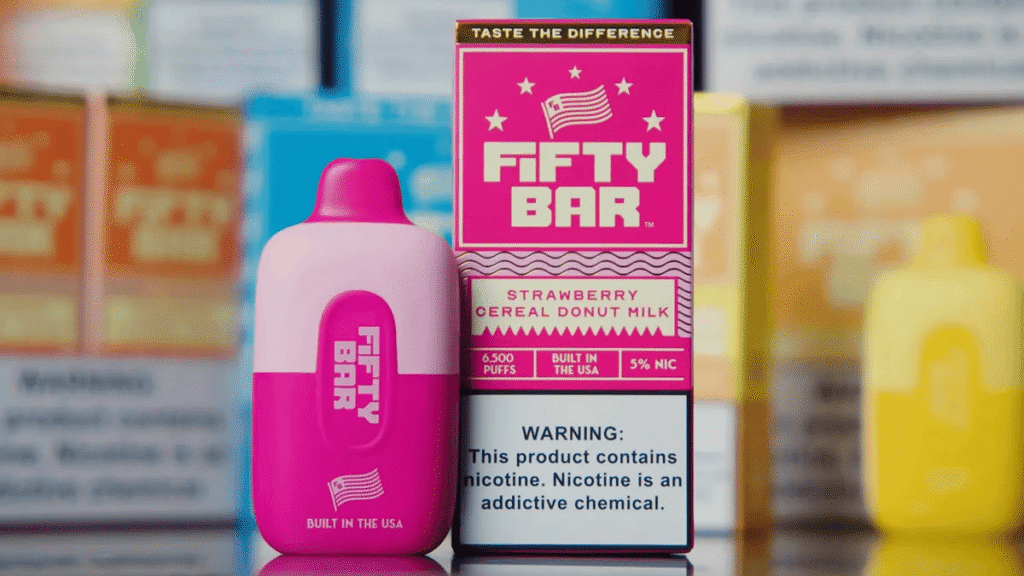 TASTE THE DIFFERENCE
FiFTY
BAR™
STRAWBERRY
CEREAL DONUT MILK
6,500
PUFFS
BUILT IN
THE USA
5% NIC
WARNING:
This product contains
nicotine. Nicotine is an
addictive chemical.
FiFTY
BAR
BUILT IN THE USA